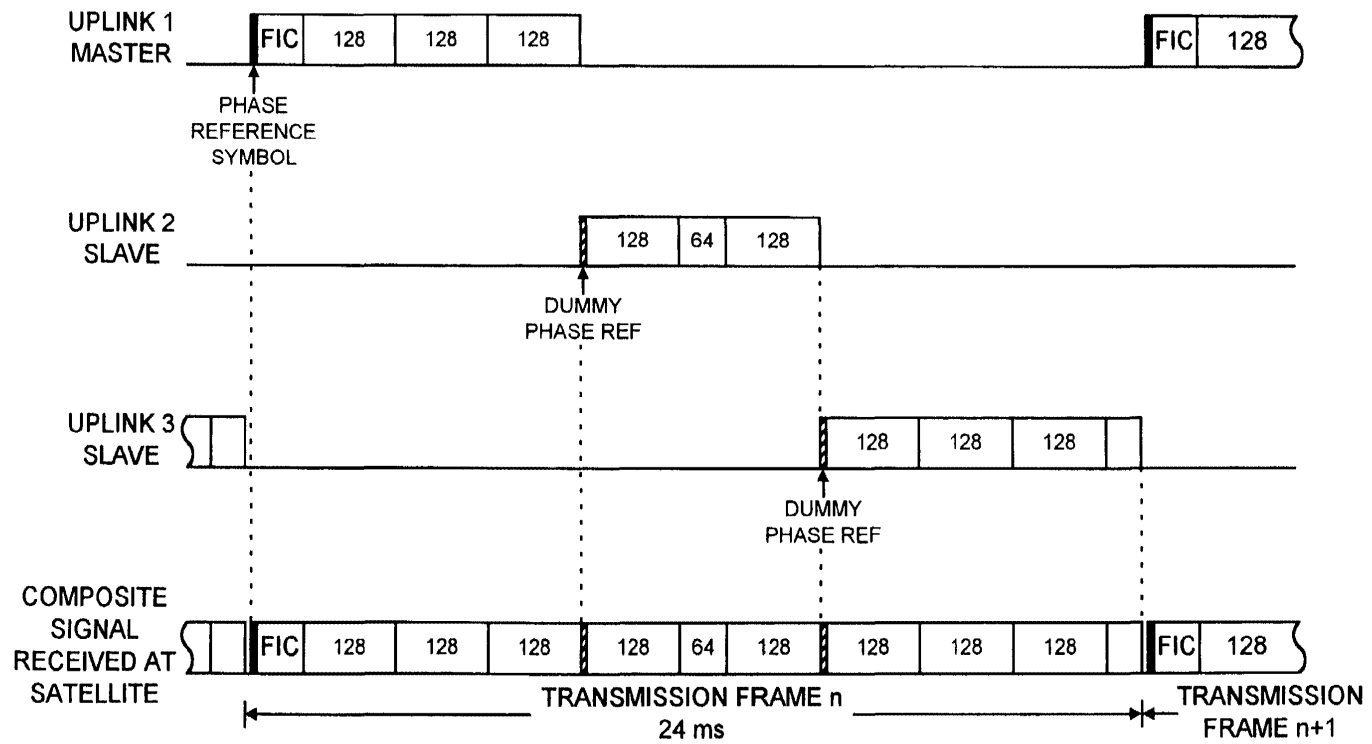 UPLINK 1
MASTER
FIC 128 128 128
FIC 128
PHASE
REFERENCE
SYMBOL
UPLINK 2
SLAVE
128 64 128
DUMMY
PHASE REF
UPLINK 3
SLAVE
128 128 128
DUMMY
PHASE REF
COMPOSITE
SIGNAL
RECEIVED AT
SATELLITE
FIC 128 128 128 128 64 128 128 128 128 FIC 128
TRANSMISSION FRAME n
24 ms
TRANSMISSION
FRAME n+1